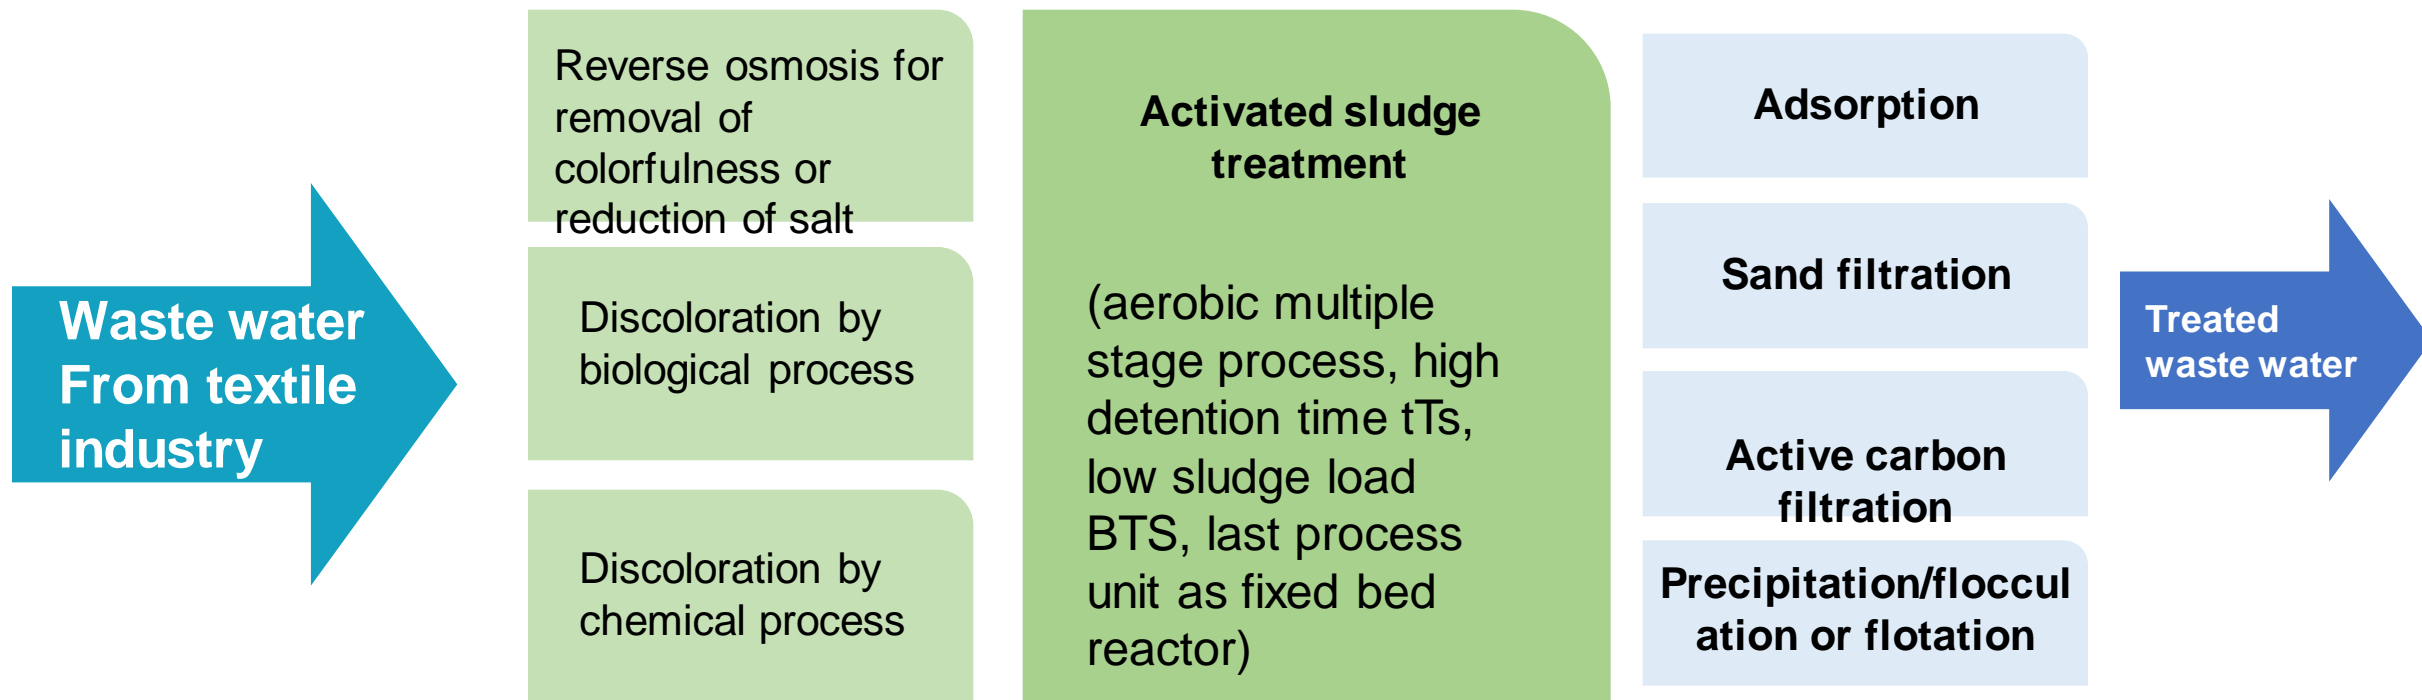 Waste water
From textile
industry
Reverse osmosis for
removal of
colorfulness or
reduction of salt
Discoloration by
biological process
Discoloration by
chemical process
Activated sludge
treatment
(aerobic multiple
stage process, high
detention time tTs,
low sludge load
BTS, last process
unit as fixed bed
reactor)
Adsorption
Sand filtration
Active carbon
filtration
Precipitation/floccul
ation or flotation
Treated
waste water